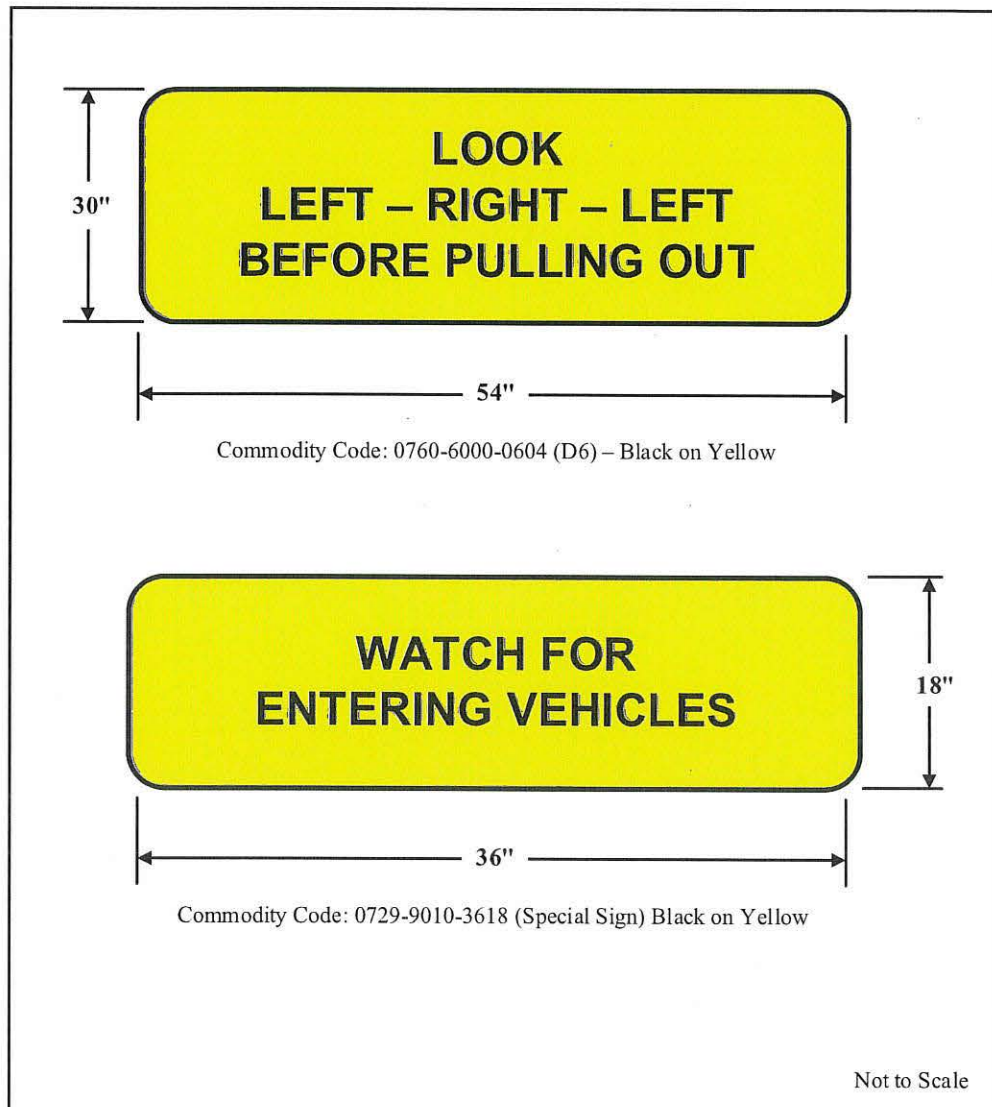 LOOK
LEFT – RIGHT – LEFT
BEFORE PULLING OUT
30"
54"
Commodity Code: 0760-6000-0604 (D6) – Black on Yellow
WATCH FOR
ENTERING VEHICLES
18"
36"
Commodity Code: 0729-9010-3618 (Special Sign) Black on Yellow
Not to Scale